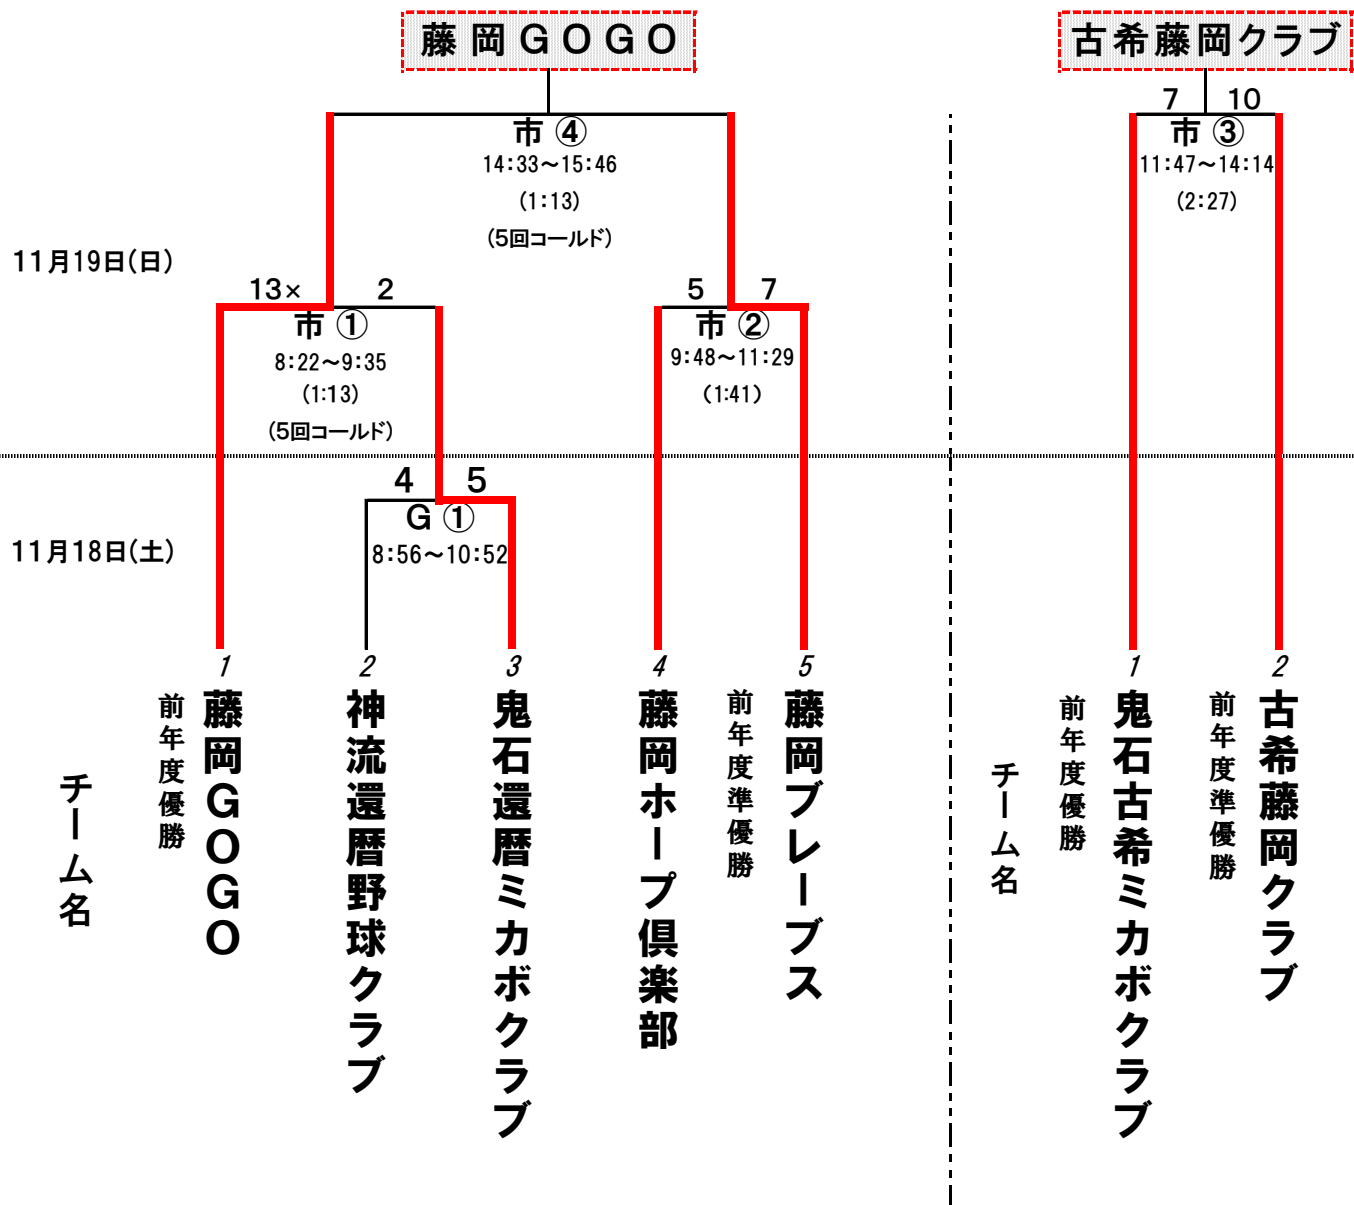 藤岡GOGO
古希藤岡クラブ
7 10
市 ④
14:33～15:46
(1:13)
(5回コールド)
市 ③
11:47～14:14
(2:27)
11月19日(日)
13× 2
市 ①
8:22～9:35
(1:13)
(5回コールド)
5 7
市 ②
9:48～11:29
(1:41)
4 5
G ①
8:56～10:52
11月18日(土)
チーム名
1
前年度優勝
藤岡GOGO
2
神流還暦野球クラブ
3
鬼石還暦ミカボクラブ
4
藤岡ホープ倶楽部
5
前年度準優勝
藤岡ブレーブス
チーム名
1
前年度優勝
鬼石古希ミカボクラブ
2
前年度準優勝
古希藤岡クラブ